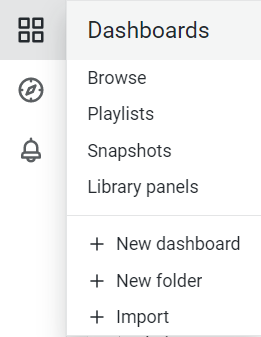 Dashboards
Browse
Playlists
Snapshots
Library panels
+ New dashboard
+ New folder
+ Import